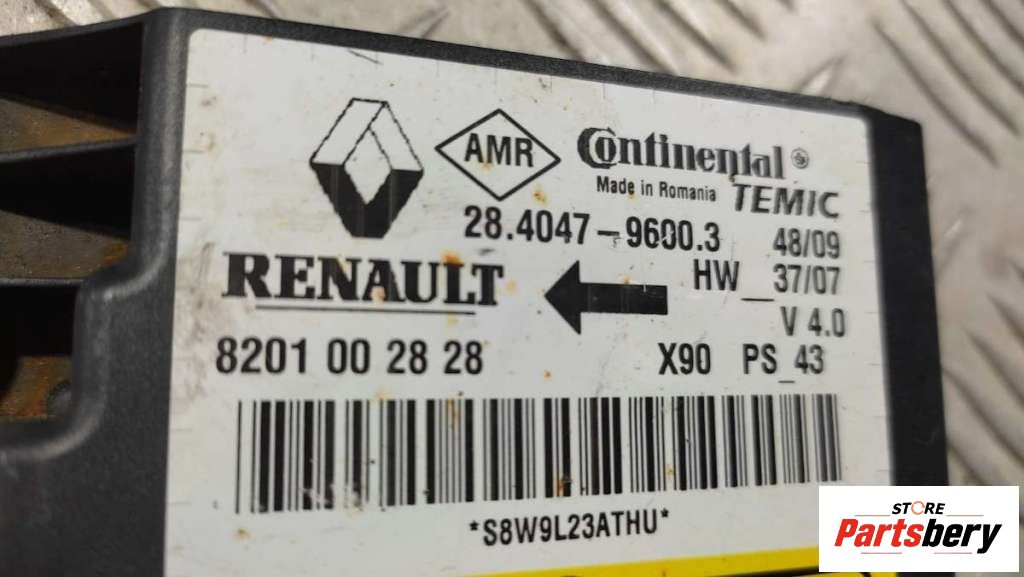 AMR
Continental
Made in Romania TEMIC
28.4047-9600.3 48/09
RENAULT
HW__37/07
V 4.0
8201 00 28 28 X90 PS_43
*S8W9L23ATHU*
STORE
Partsbery